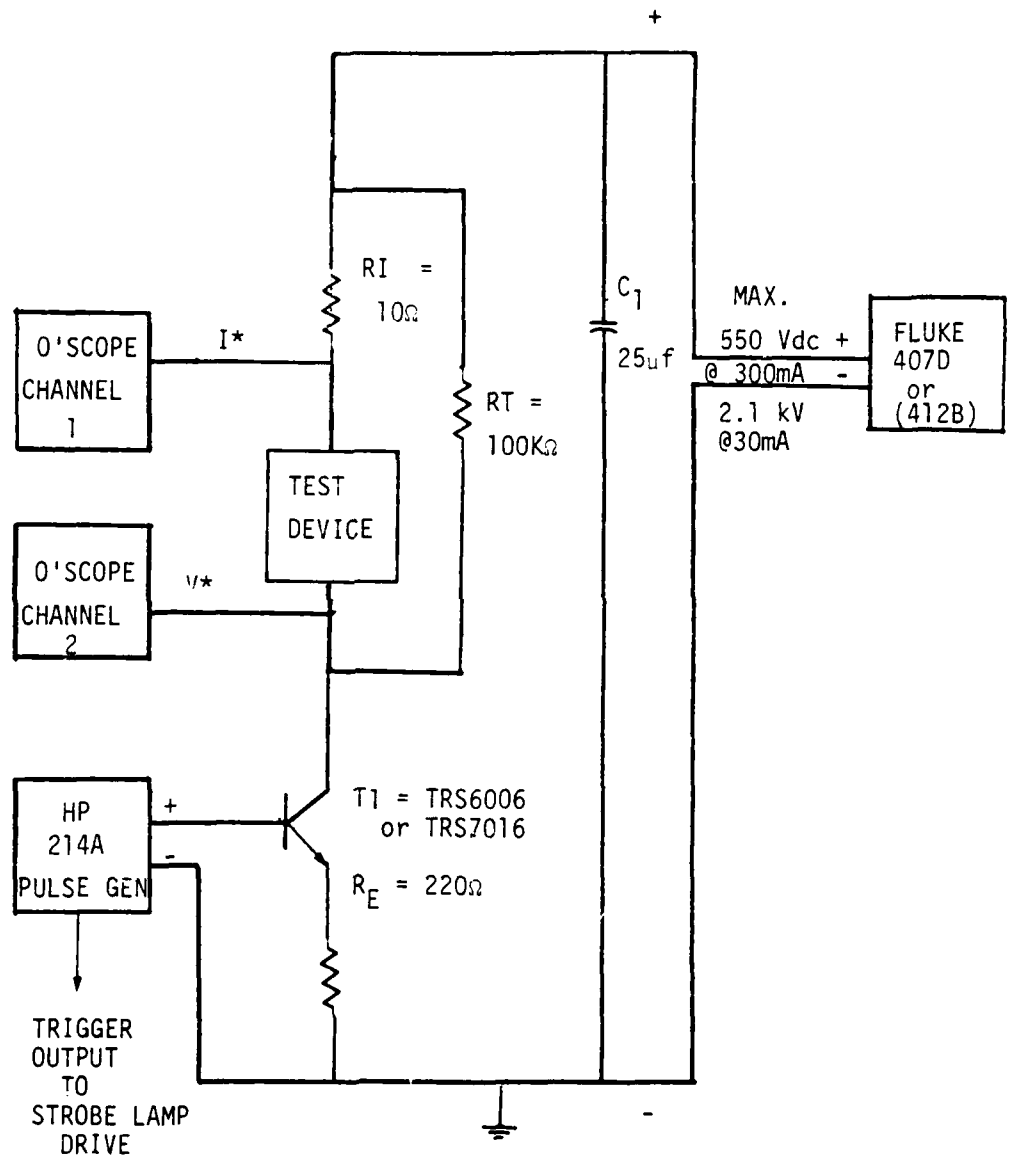 +
RI =
10Ω
O'SCOPE
CHANNEL
1
I*
C1
25uf
MAX.
550 Vdc +
@ 300mA -
2.1 kV
@30mA
FLUKE
407D
or
(412B)
RT =
100KΩ
TEST
DEVICE
O'SCOPE
CHANNEL
2
V*
HP
214A
PULSE GEN
+
-
T1 = TRS6006
or TRS7016
RE = 220Ω
TRIGGER
OUTPUT
TO
STROBE LAMP
DRIVE
-